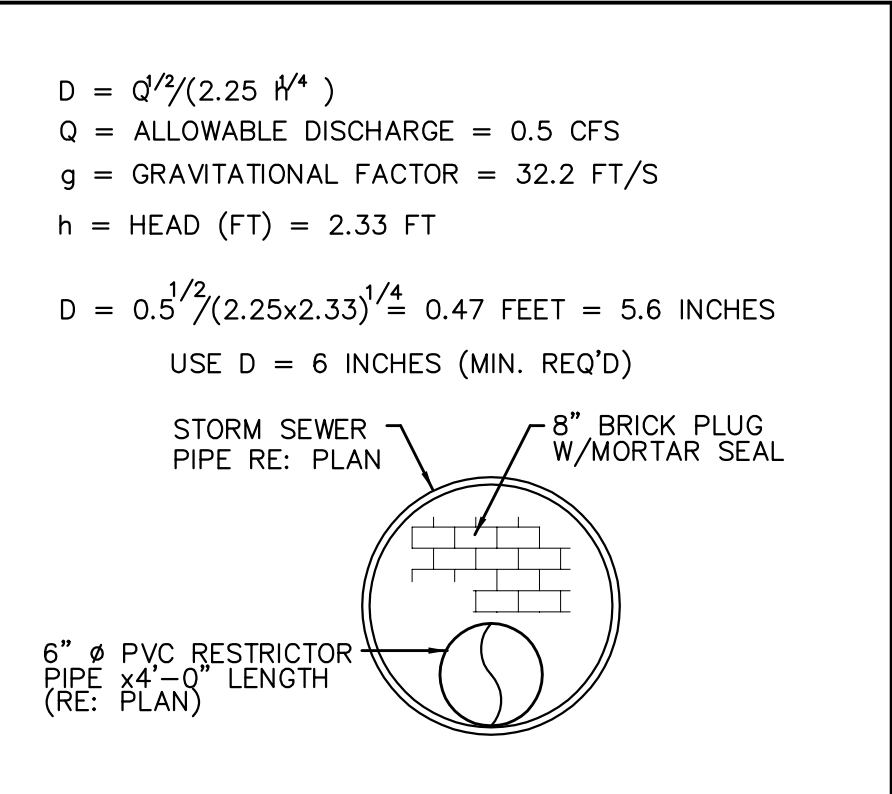 D = Q^1/2/(2.25 h^1/4 )
Q = ALLOWABLE DISCHARGE = 0.5 CFS
g = GRAVITATIONAL FACTOR = 32.2 FT/S
h = HEAD (FT) = 2.33 FT
D = 0.5^1/2/(2.25x2.33)^1/4 = 0.47 FEET = 5.6 INCHES
USE D = 6 INCHES (MIN. REQ'D)
STORM SEWER
PIPE RE: PLAN
8" BRICK PLUG
W/MORTAR SEAL
6" ø PVC RESTRICTOR
PIPE x4'-0" LENGTH
(RE: PLAN)